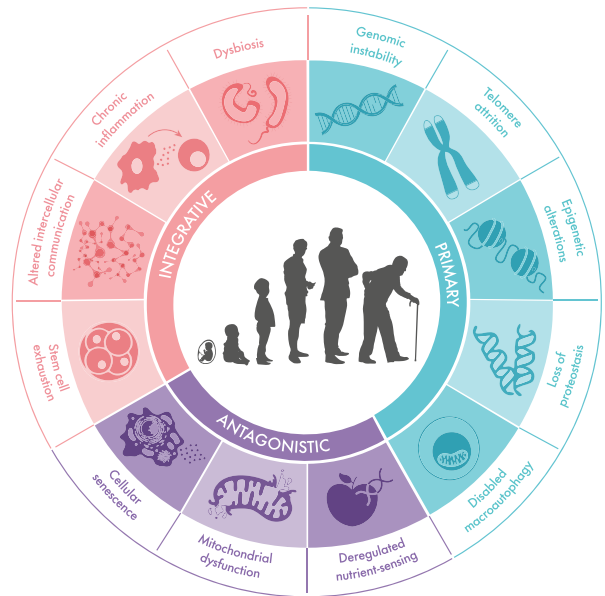 Genomic
instability
Telomere
attrition
Epigenetic
alterations
Loss of
proteostasis
Disabled
macroautophagy
Deregulated
nutrient-sensing
Mitochondrial
dysfunction
Cellular
senescence
Stem cell
exhaustion
Altered intercellular
communication
Chronic
inflammation
Dysbiosis
PRIMARY
ANTAGONISTIC
INTEGRATIVE